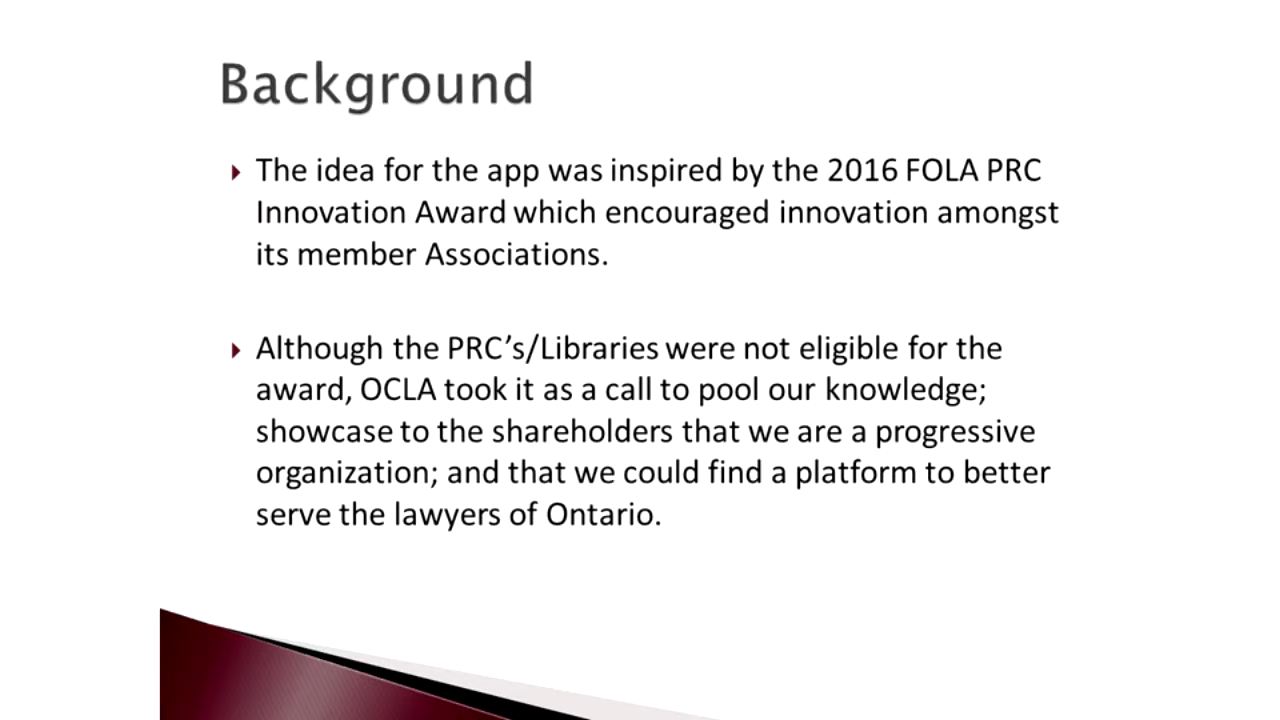 Background
The idea for the app was inspired by the 2016 FOLA PRC
Innovation Award which encouraged innovation amongst
its member Associations.
Although the PRC’s/Libraries were not eligible for the
award, OCLA took it as a call to pool our knowledge;
showcase to the shareholders that we are a progressive
organization; and that we could find a platform to better
serve the lawyers of Ontario.